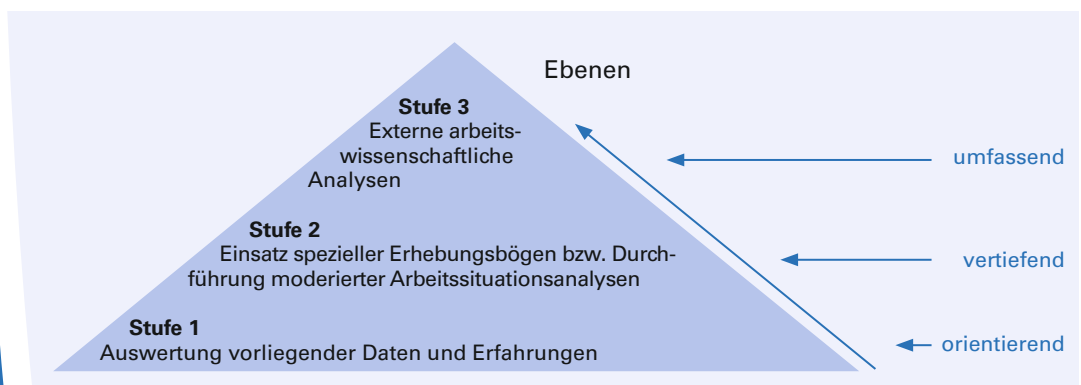 Ebenen
Stufe 3
Externe arbeits-
wissenschaftliche
Analysen
umfassend
Stufe 2
Einsatz spezieller Erhebungsbögen bzw. Durch-
führung moderierter Arbeitssituationsanalysen
vertiefend
Stufe 1
Auswertung vorliegender Daten und Erfahrungen
orientierend